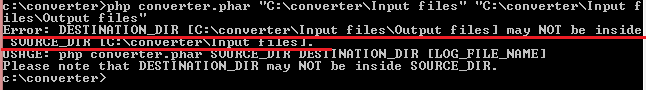 c:\converter>php converter.phar "C:\converter\Input files" "C:\converter\Input f
iles\Output files"
Error: DESTINATION_DIR [C:\converter\Input files\Output files] may NOT be inside
 SOURCE_DIR [C:\converter\Input files].
USAGE: php converter.phar SOURCE_DIR DESTINATION_DIR [LOG_FILE_NAME]
Please note that DESTINATION_DIR may NOT be inside SOURCE_DIR.
c:\converter>